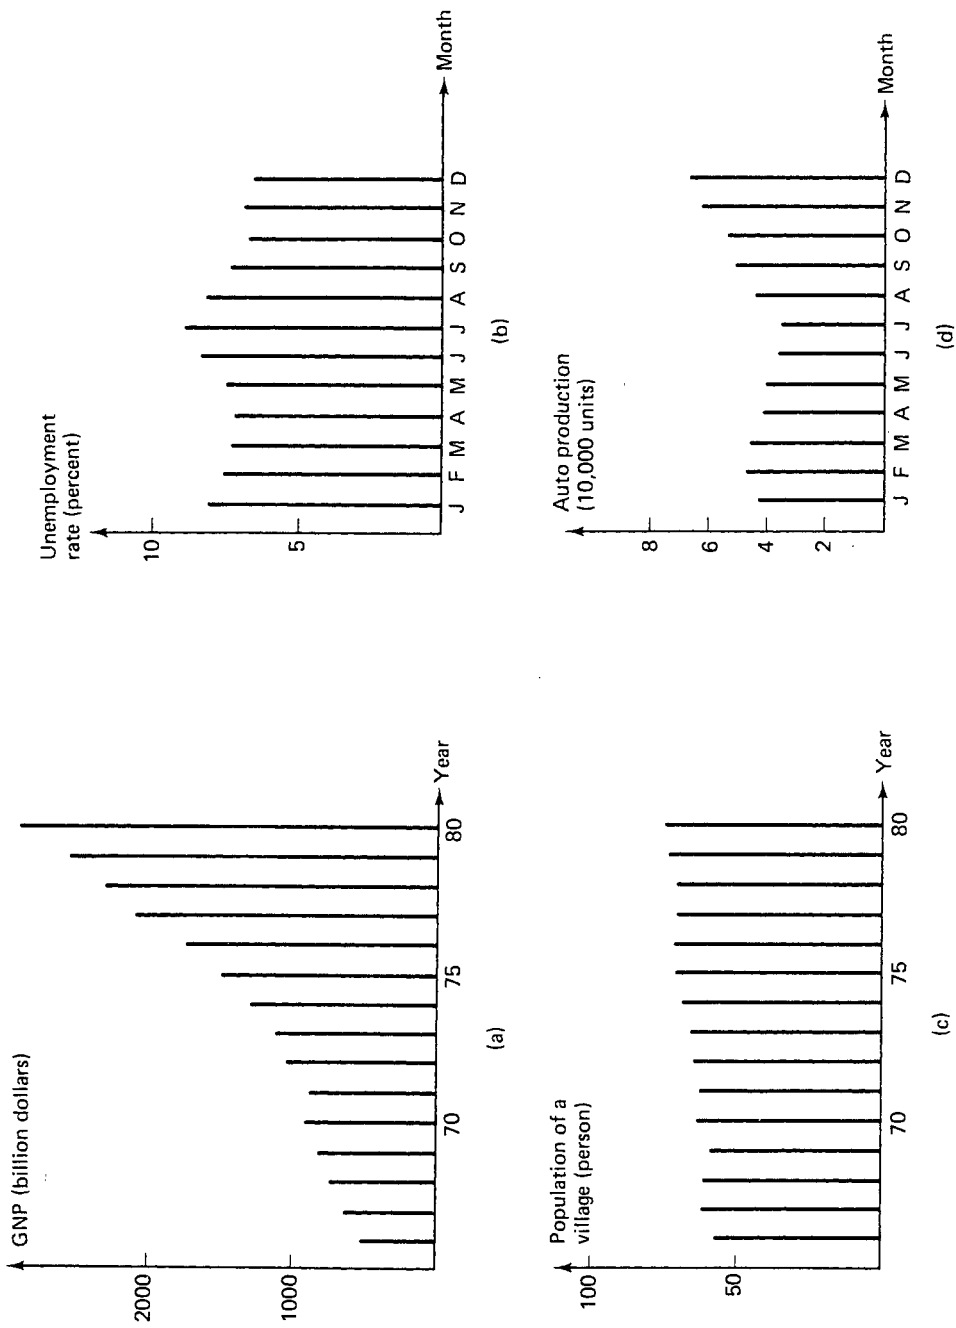 GNP (billion dollars)
2000
1000
70
75
80
Year
(a)
Unemployment
rate (percent)
10
5
J F M A M J J A S O N D
Month
(b)
Population of a
village (person)
100
50
70
75
80
Year
(c)
Auto production
(10,000 units)
8
6
4
2
J F M A M J J A S O N D
Month
(d)